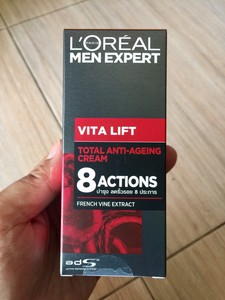 L'ORÉAL
MEN EXPERT
VITA LIFT
TOTAL ANTI-AGEING
CREAM
8 ACTIONS
บำรุง ลดริ้วรอย 8 ประการ
FRENCH VINE EXTRACT
adS